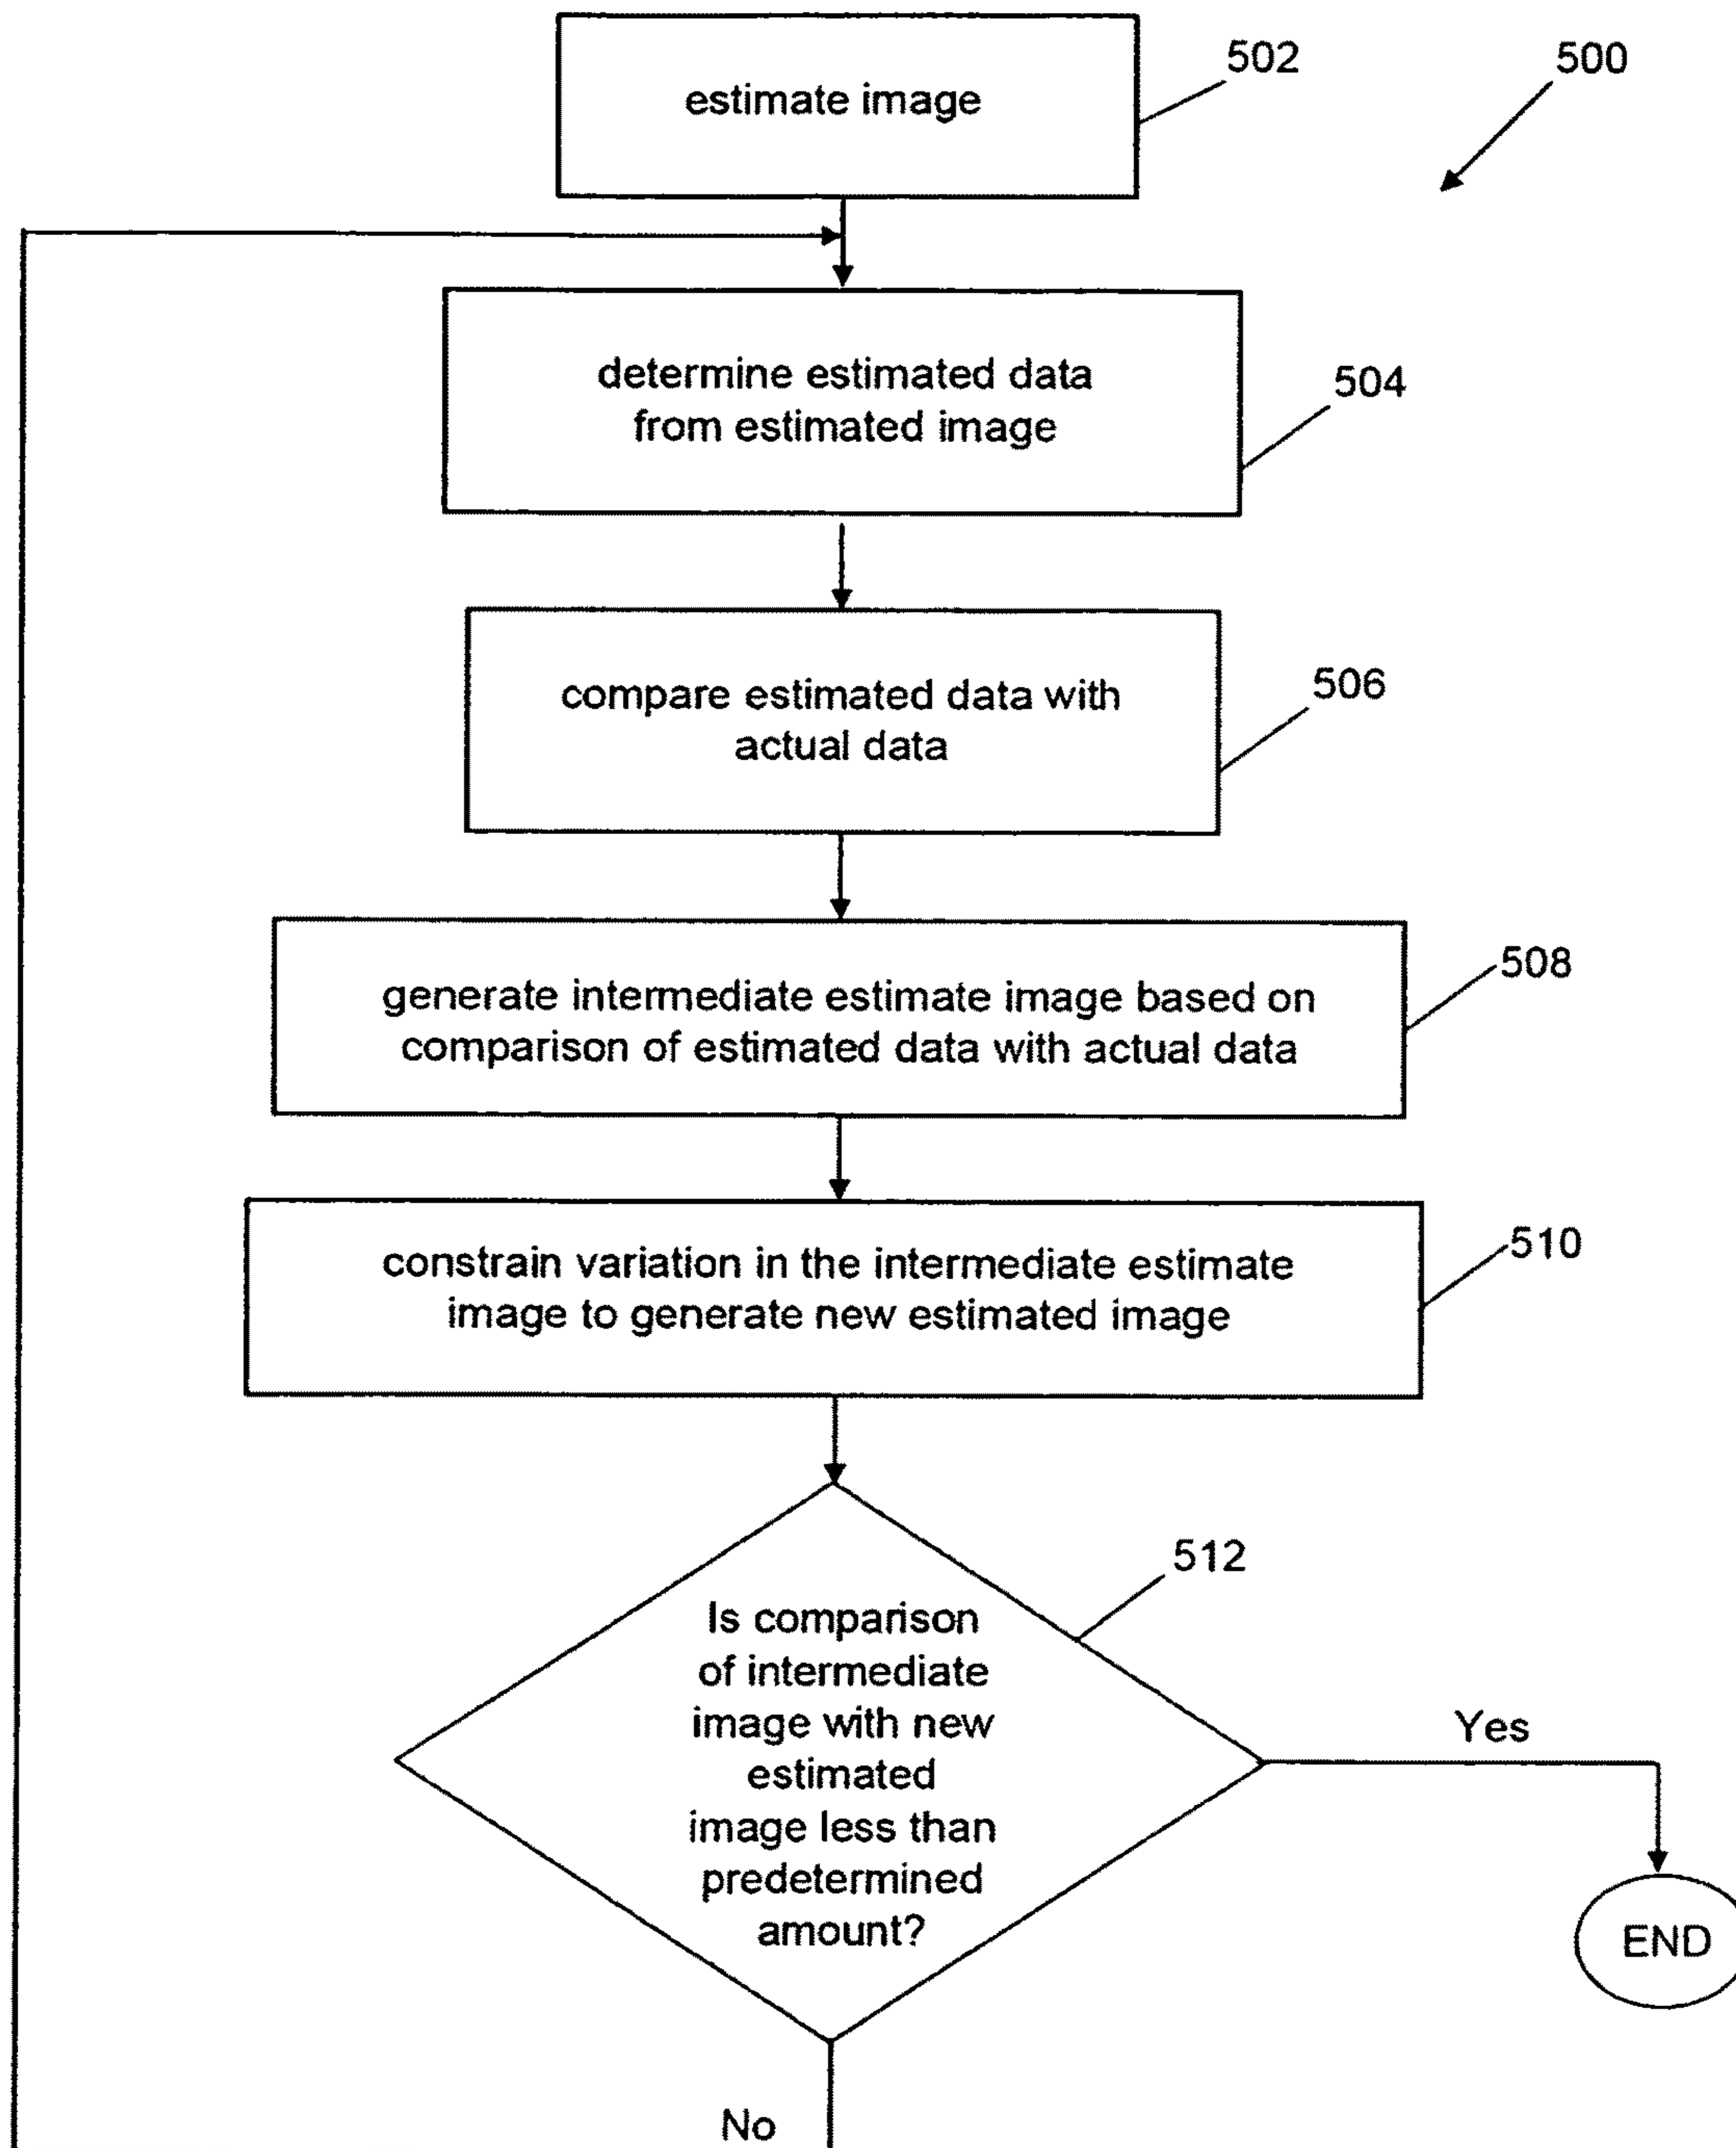 estimate image
502
500
determine estimated data
from estimated image
504
compare estimated data with
actual data
506
generate intermediate estimate image based on
comparison of estimated data with actual data
508
constrain variation in the intermediate estimate
image to generate new estimated image
510
512
Is comparison
of intermediate
image with new
estimated
image less than
predetermined
amount?
Yes
END
No